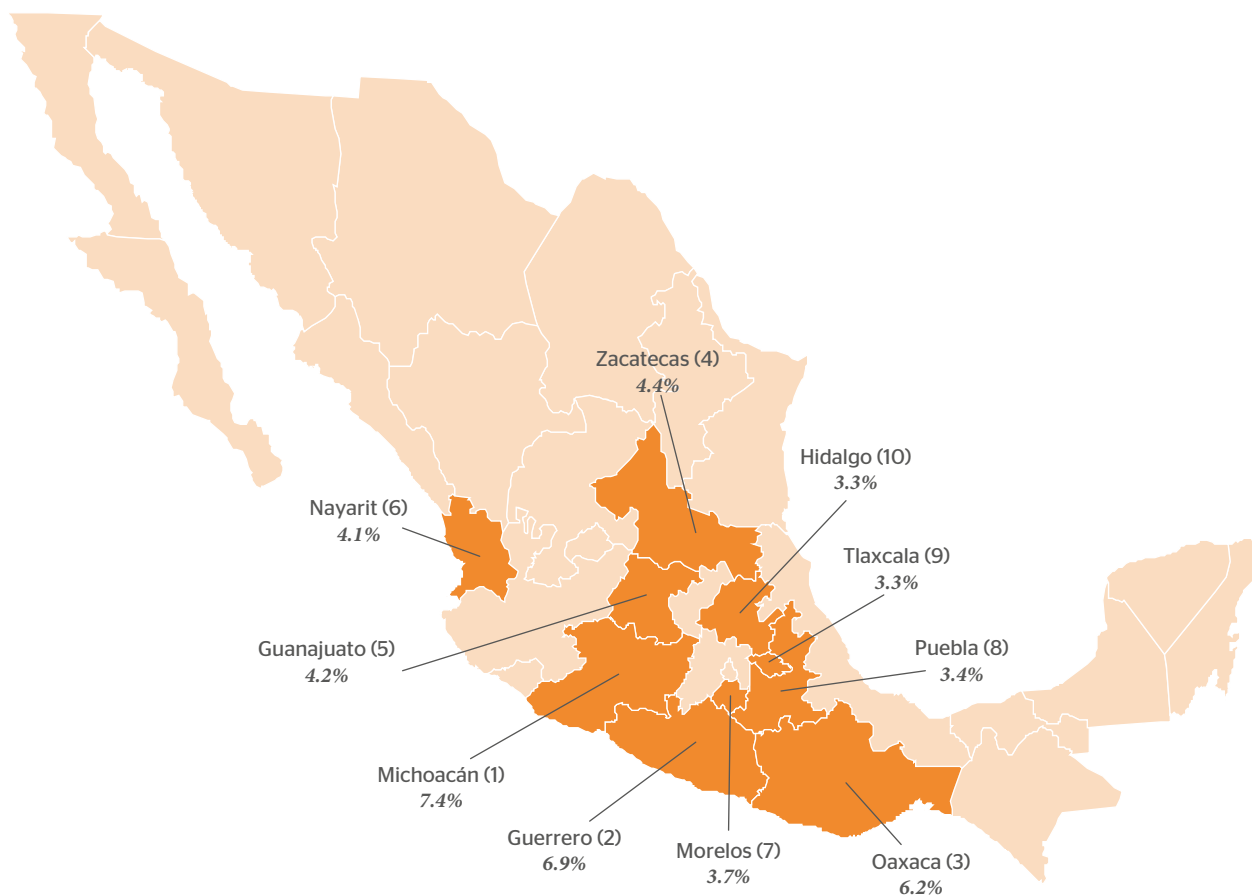 Zacatecas (4)
4.4%
Hidalgo (10)
3.3%
Nayarit (6)
4.1%
Tlaxcala (9)
3.3%
Guanajuato (5)
4.2%
Puebla (8)
3.4%
Michoacán (1)
7.4%
Guerrero (2)
6.9%
Morelos (7)
3.7%
Oaxaca (3)
6.2%